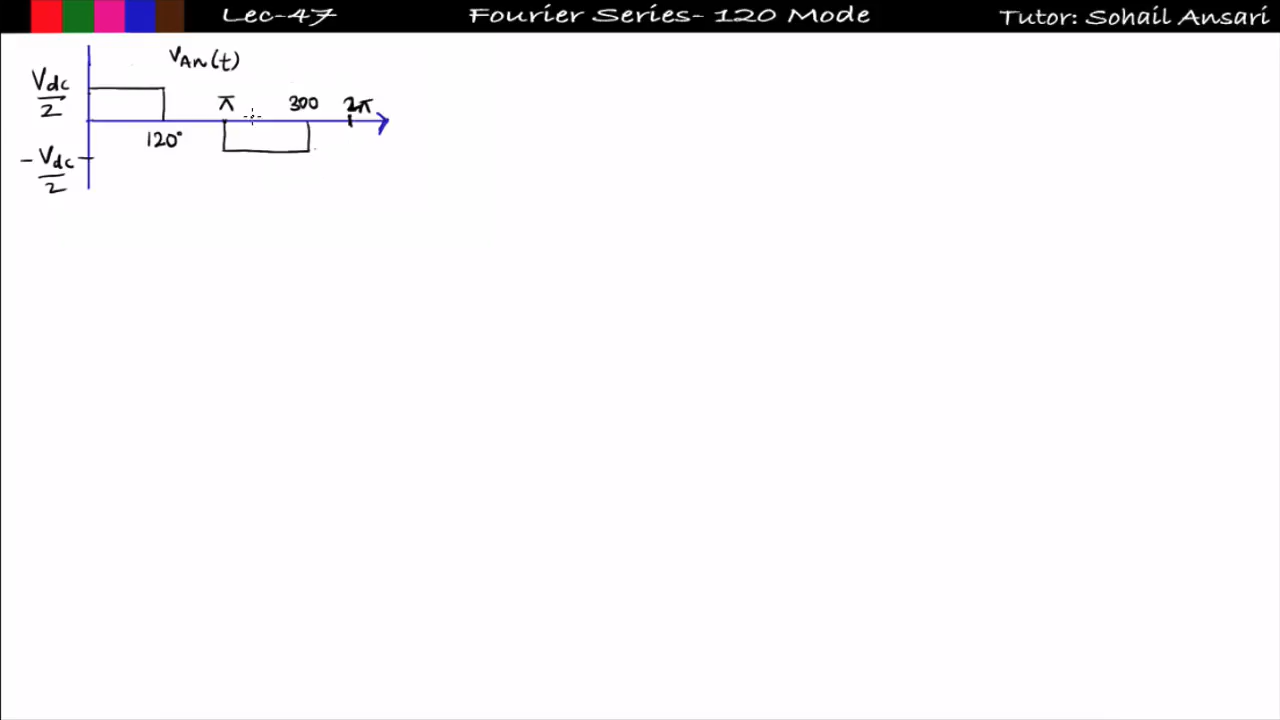 Lec-47 Fourier Series- 120 Mode Tutor: Sohail Ansari
VAn(t)
Vdc/2
π 300 2π
120°
-Vdc/2